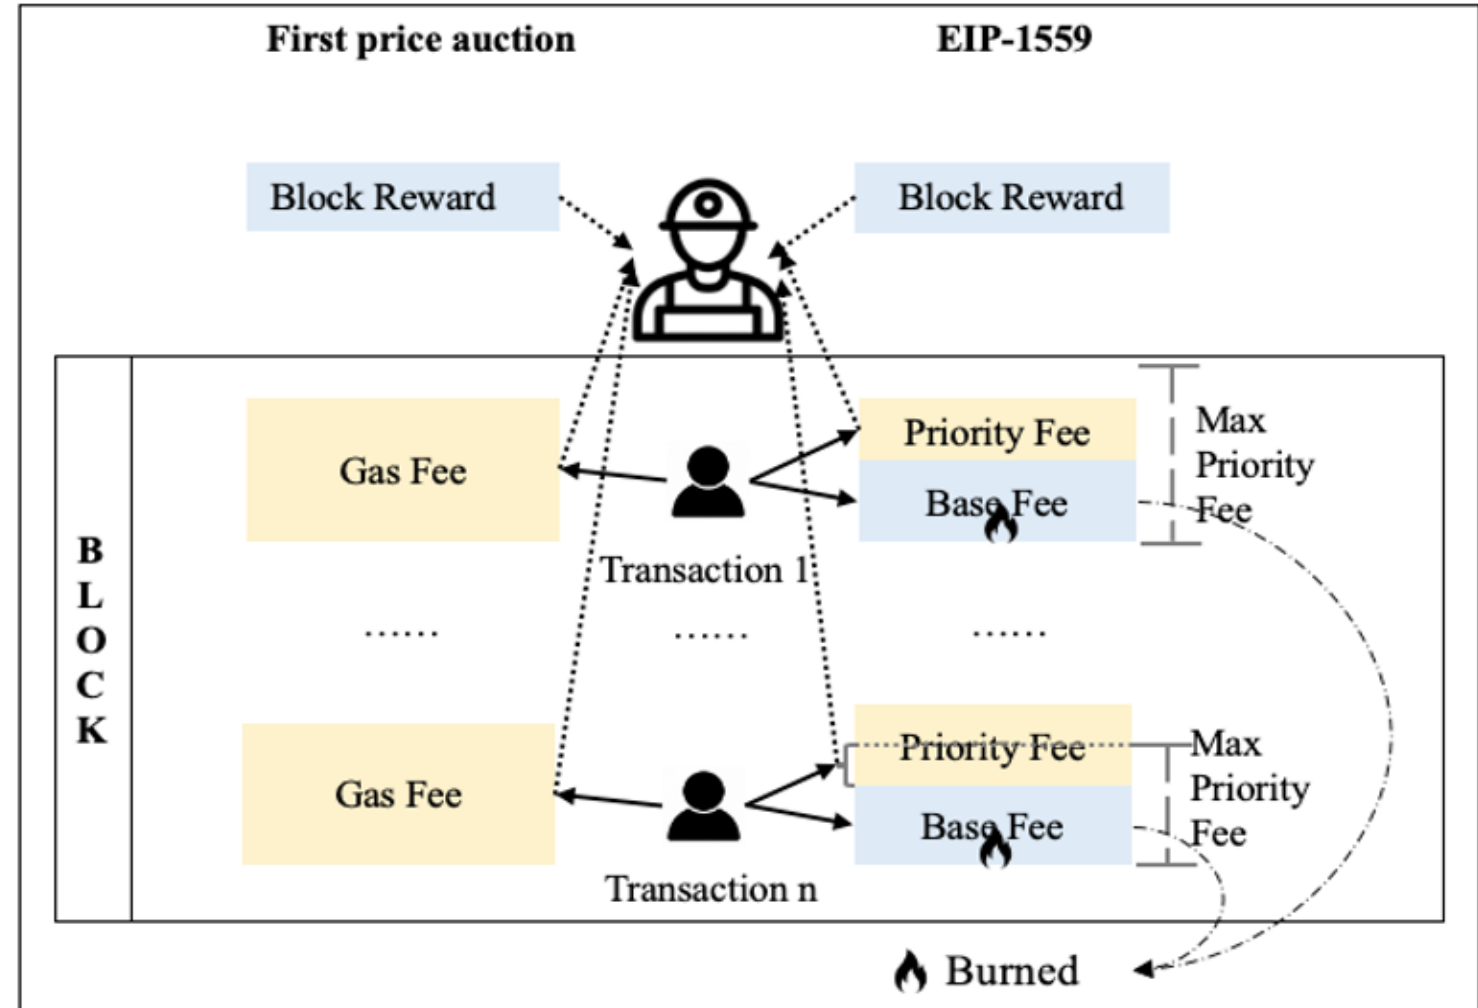 First price auction
EIP-1559
Block Reward
Block Reward
BLOCK
Gas Fee
Transaction 1
Priority Fee
Base Fee
Max
Priority
Fee
......
......
......
Gas Fee
Transaction n
Priority Fee
Base Fee
Max
Priority
Fee
Burned